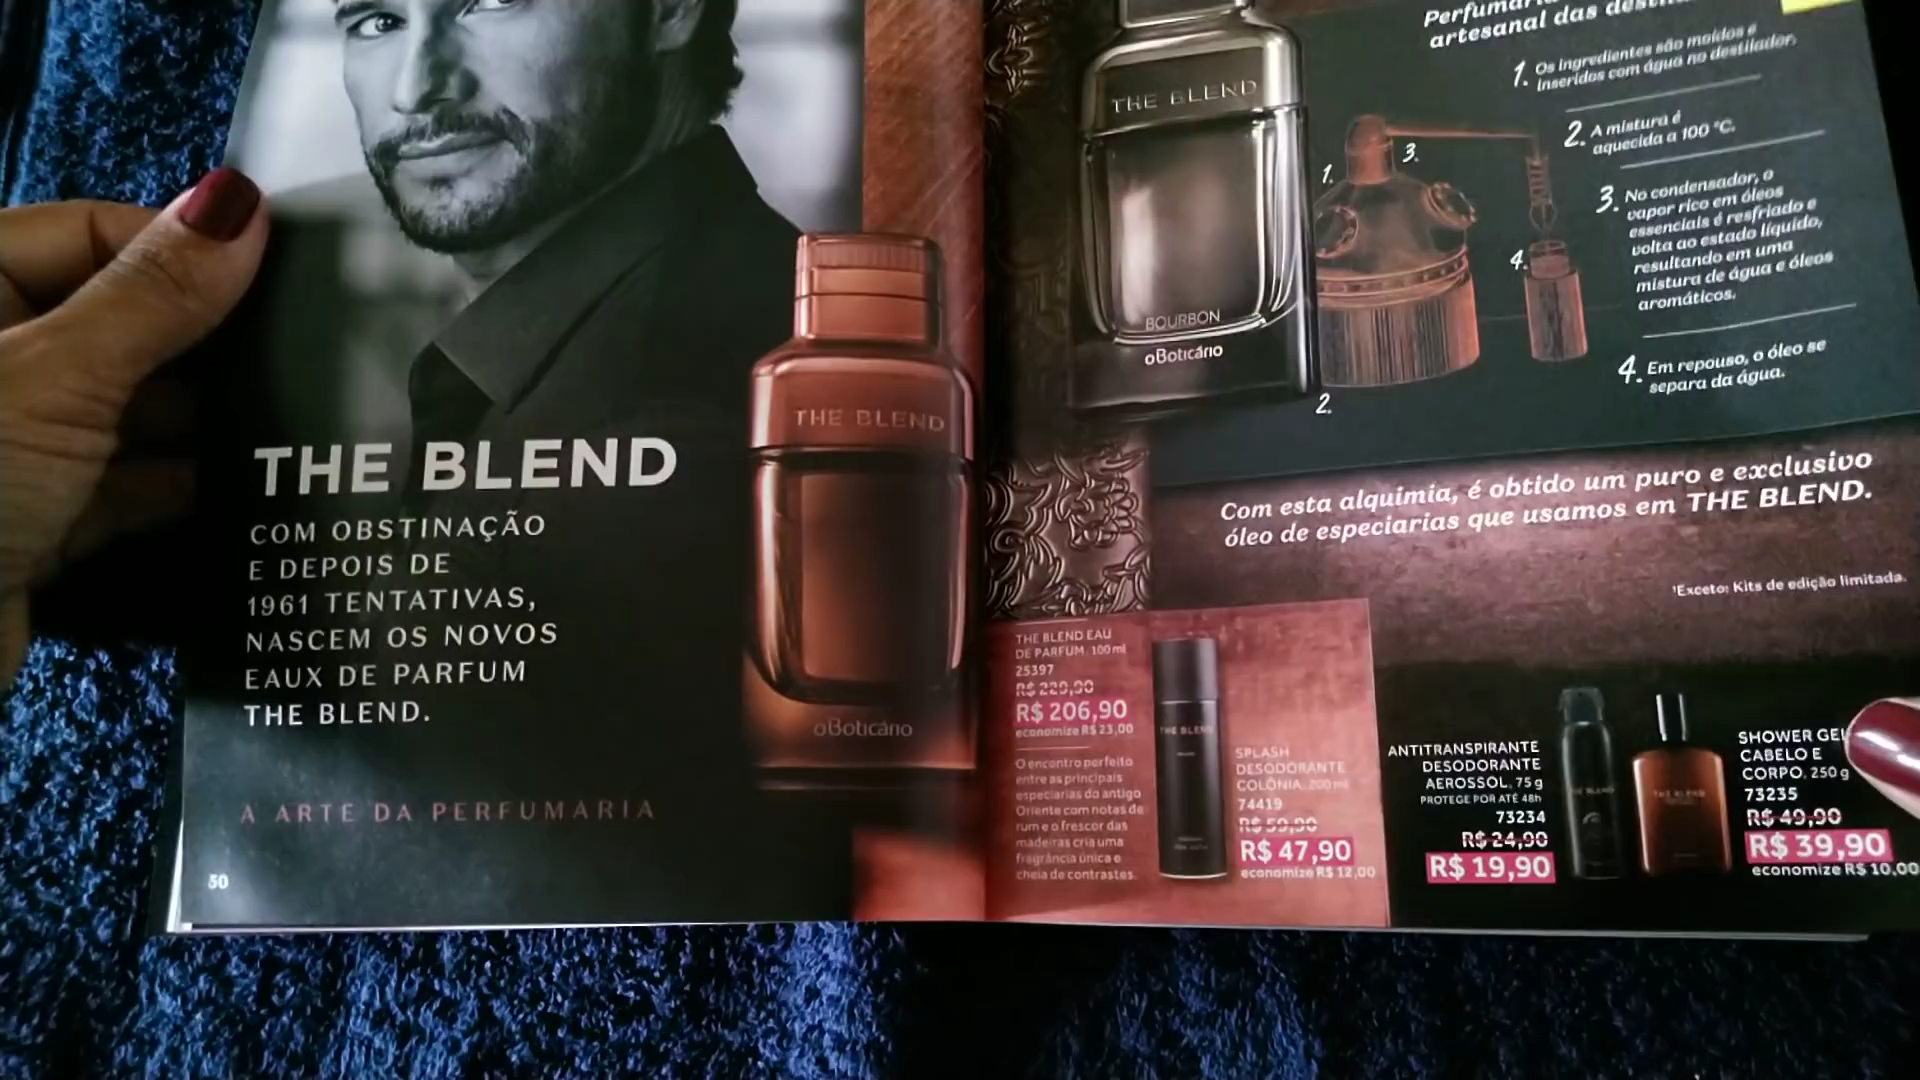 THE BLEND
COM OBSTINAÇÃO
E DEPOIS DE
1961 TENTATIVAS,
NASCEM OS NOVOS
EAUX DE PARFUM
THE BLEND.
A ARTE DA PERFUMARIA
50
THE BLEND
oBoticário
artesanal das
1. Os ingredientes são moídos e
inseridos com água no destilador.
2. A mistura é
aquecida a 100 °C.
3. No condensador, o
vapor rico em óleos
essenciais é resfriado e
volta ao estado líquido,
resultando em uma
mistura de água e óleos
aromáticos.
4. Em repouso, o óleo se
separa da água.
THE BLEND
BOURBON
oBoticário
1.
3.
4.
2.
Com esta alquimia, é obtido um puro e exclusivo
óleo de especiarias que usamos em THE BLEND.
¹Exceto: Kits de edição limitada.
THE BLEND EAU
DE PARFUM, 100 ml
25397
R$ 229,90
R$ 206,90
economize R$ 23,00
O encontro perfeito
entre as principais
especiarias do antigo
Oriente com notas de
rum e o frescor das
madeiras cria uma
fragrância única e
cheia de contrastes.
THE BLEND
SPLASH
DESODORANTE
COLÔNIA, 200 ml
74419
R$ 59,90
R$ 47,90
economize R$ 12,00
ANTITRANSPIRANTE
DESODORANTE
AEROSSOL, 75 g
PROTEGE POR ATÉ 48h
73234
R$ 24,90
R$ 19,90
THE BLEND
THE BLEND
SHOWER GEL
CABELO E
CORPO, 250 g
73235
R$ 49,90
R$ 39,90
economize R$ 10,00